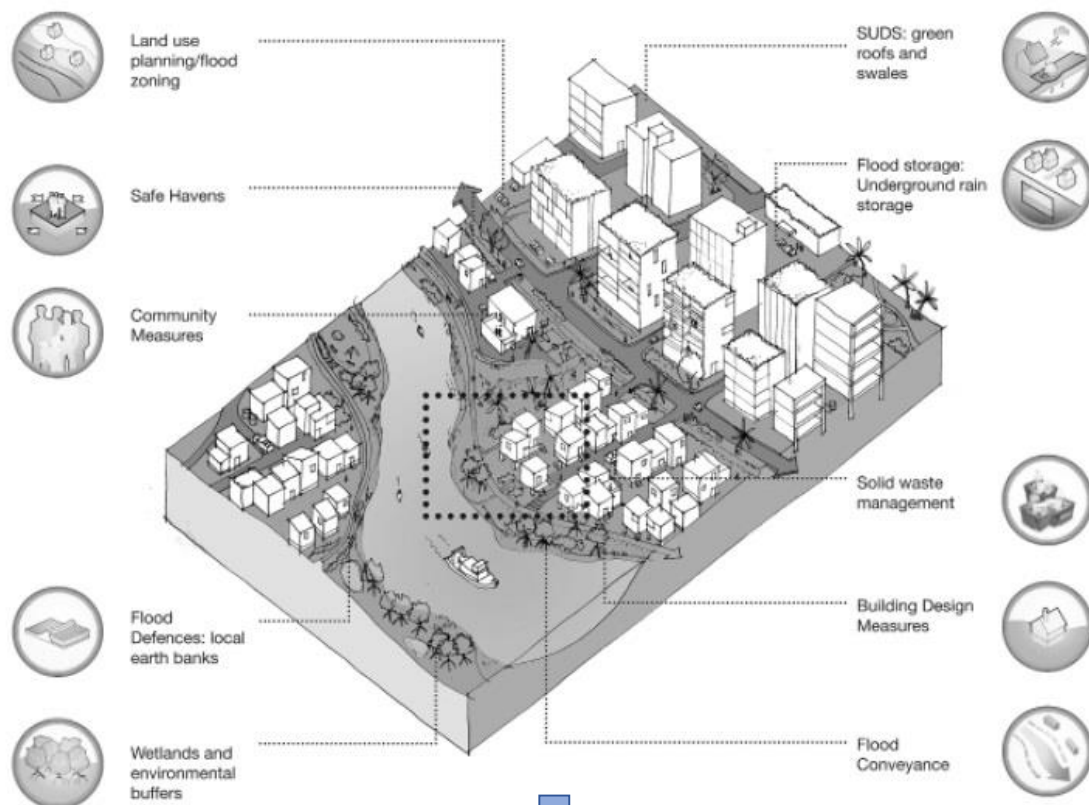 Land use
planning/flood
zoning
Safe Havens
Community
Measures
Flood
Defences: local
earth banks
Wetlands and
environmental
buffers
SUDS: green
roofs and
swales
Flood storage:
Underground rain
storage
Solid waste
management
Building Design
Measures
Flood
Conveyance